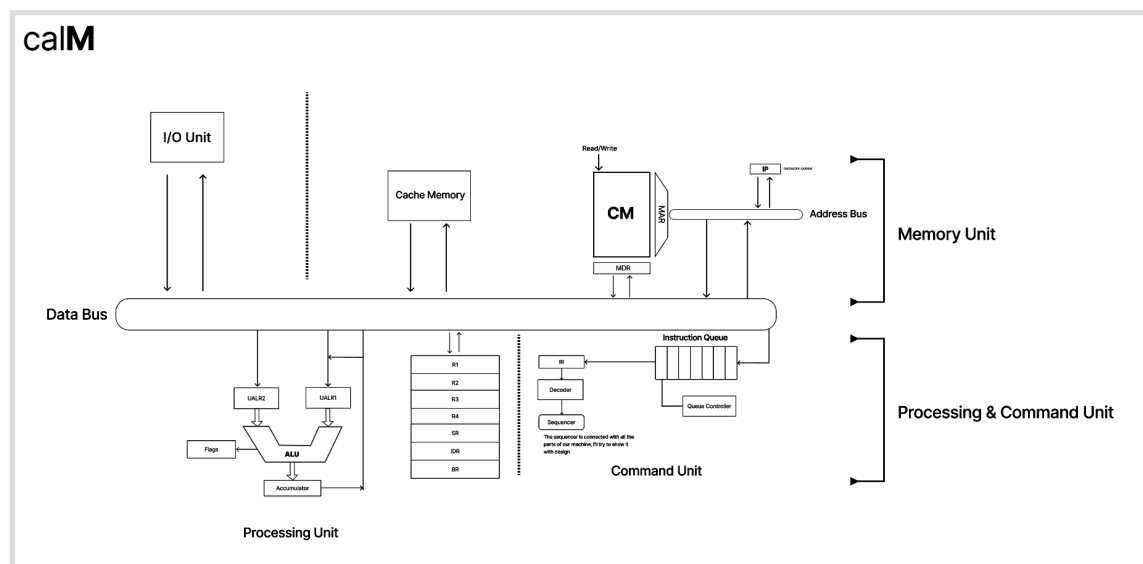 calM
I/O Unit
Cache Memory
Read/Write
CM
MAR
MDR
IP
Instruction pointer
Address Bus
Memory Unit
Data Bus
UALR2
UALR1
Flags
ALU
Accumulator
Processing Unit
R1
R2
R3
R4
SR
IDR
BR
Instruction Queue
IR
Decoder
Sequencer
Queue Controller
The sequencer is connected with all the
parts of our machine, I'll try to show it
with design
Command Unit
Processing & Command Unit